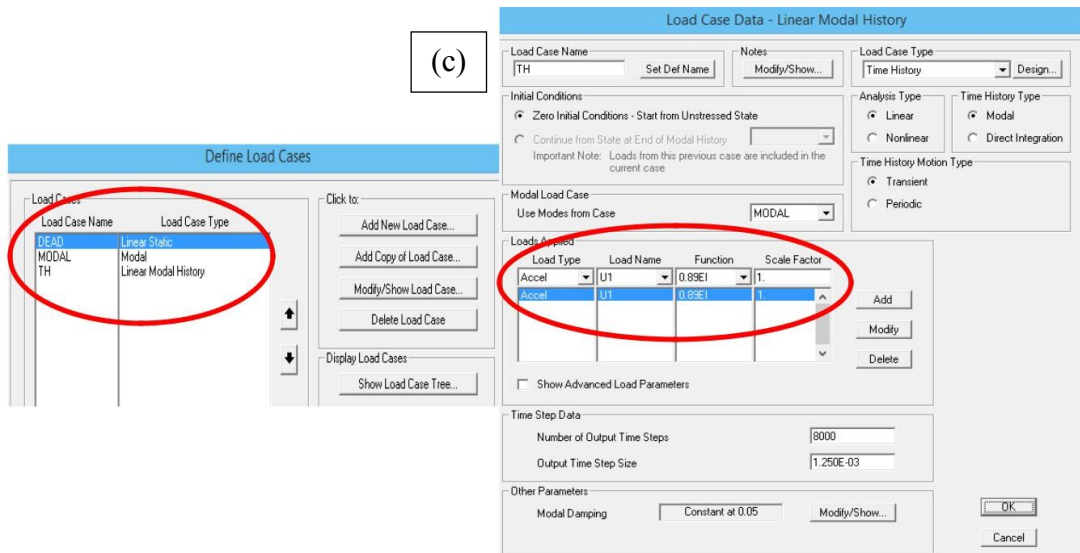 (c)
Define Load Cases
Load Cases
Load Case Name Load Case Type
DEAD Linear Static
MODAL Modal
TH Linear Modal History
Click to:
Add New Load Case...
Add Copy of Load Case...
Modify/Show Load Case...
Delete Load Case
Display Load Cases
Show Load Case Tree...
Load Case Data - Linear Modal History
Load Case Name
TH
Set Def Name
Notes
Modify/Show...
Load Case Type
Time History
Design...
Initial Conditions
Zero Initial Conditions - Start from Unstressed State
Continue from State at End of Modal History
Important Note: Loads from this previous case are included in the
current case
Analysis Type
Linear
Nonlinear
Time History Type
Modal
Direct Integration
Time History Motion Type
Transient
Periodic
Modal Load Case
Use Modes from Case
MODAL
Loads Applied
Load Type Load Name Function Scale Factor
Accel U1 0.89El 1.
Accel U1 0.89El 1.
Add
Modify
Delete
Show Advanced Load Parameters
Time Step Data
Number of Output Time Steps 8000
Output Time Step Size 1.250E-03
Other Parameters
Modal Damping Constant at 0.05 Modify/Show...
OK
Cancel